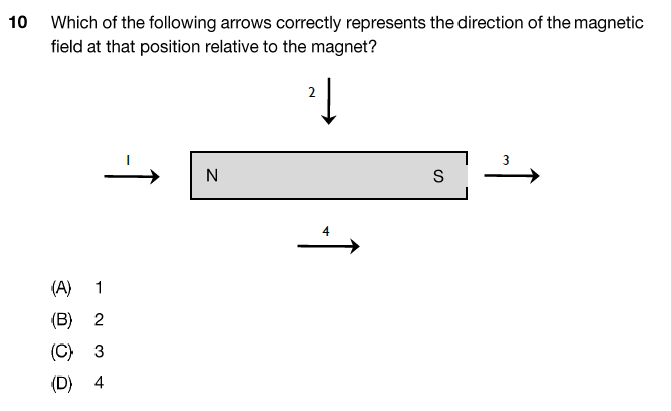 10 Which of the following arrows correctly represents the direction of the magnetic
field at that position relative to the magnet?
2
1
N
S
3
4
(A) 1
(B) 2
(C) 3
(D) 4